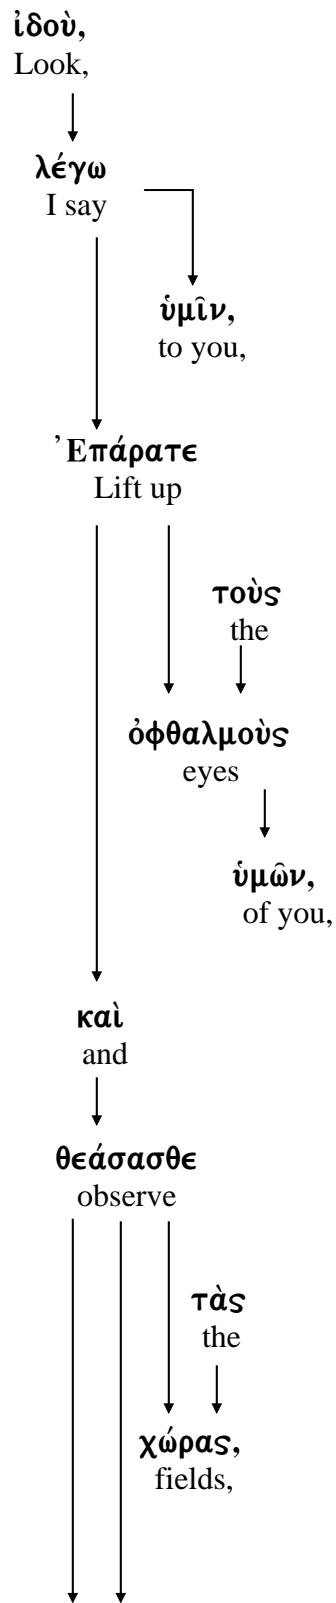 ἰδοὺ,
Look,
λέγω
I say
ὑμῖν,
to you,
Ἐπάρατε
Lift up
τοὺς
the
ὀφθαλμοὺς
eyes
ὑμῶν,
of you,
καὶ
and
θεάσασθε
observe
τὰς
the
χώρας,
fields,